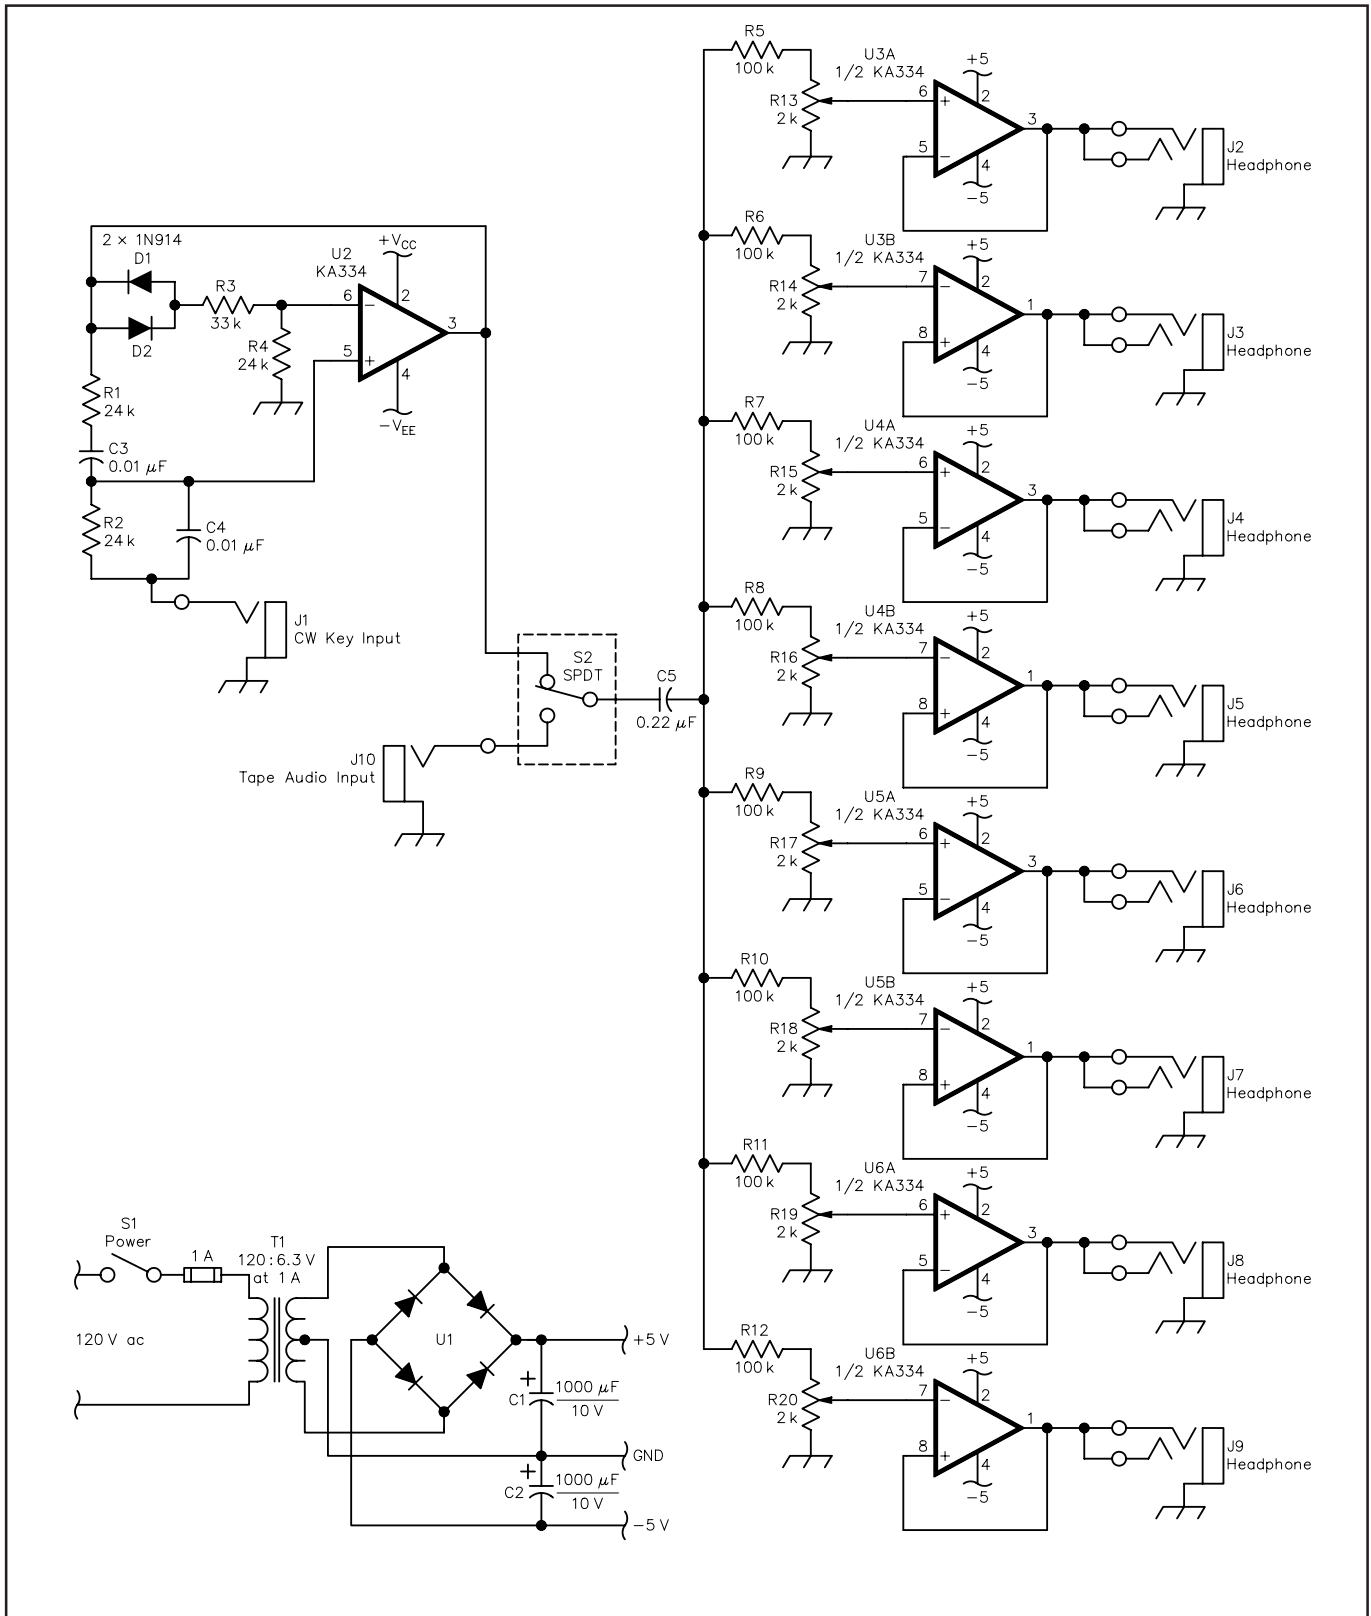 2 × 1N914
D1
D2
R3
33 k
R4
24 k
U2
KA334
+VCC
6
−
2
3
5
+
4
−VEE
R1
24 k
C3
0.01 µF
R2
24 k
C4
0.01 µF
J1
CW Key Input
S2
SPDT
C5
0.22 µF
J10
Tape Audio Input
R5
100 k
R13
2 k
U3A
1/2 KA334
+5
6
+
2
3
5
−
4
−5
J2
Headphone
R6
100 k
R14
2 k
U3B
1/2 KA334
+5
7
−
2
1
8
+
4
−5
J3
Headphone
R7
100 k
R15
2 k
U4A
1/2 KA334
+5
6
+
2
3
5
−
4
−5
J4
Headphone
R8
100 k
R16
2 k
U4B
1/2 KA334
+5
7
−
2
1
8
+
4
−5
J5
Headphone
R9
100 k
R17
2 k
U5A
1/2 KA334
+5
6
+
2
3
5
−
4
−5
J6
Headphone
R10
100 k
R18
2 k
U5B
1/2 KA334
+5
7
−
2
1
8
+
4
−5
J7
Headphone
R11
100 k
R19
2 k
U6A
1/2 KA334
+5
6
+
2
3
5
−
4
−5
J8
Headphone
R12
100 k
R20
2 k
U6B
1/2 KA334
+5
7
−
2
1
8
+
4
−5
J9
Headphone
S1
Power
1 A
T1
120:6.3 V
at 1 A
120 V ac
U1
+5 V
+
C1
1000 µF
10 V
GND
+
C2
1000 µF
10 V
−5 V